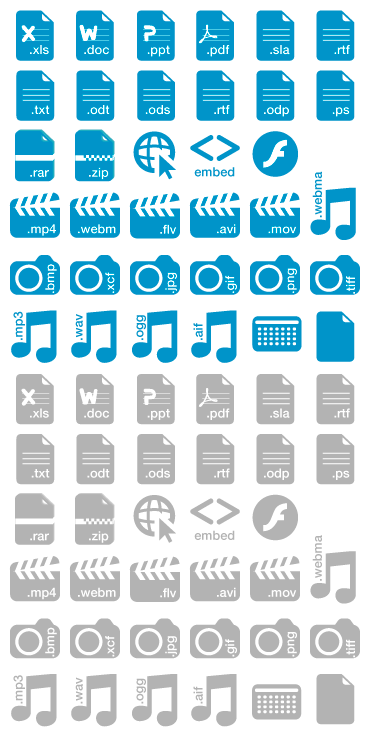 X W P
.xls .doc .ppt .pdf .sla .rtf
.txt .odt .ods .rtf .odp .ps
.rar .zip embed
.webma
.mp4 .webm .flv .avi .mov
.bmp .xcf .jpg .gif .png .tiff
.mp3 .wav .ogg .aif
X W P
.xls .doc .ppt .pdf .sla .rtf
.txt .odt .ods .rtf .odp .ps
.rar .zip embed
.webma
.mp4 .webm .flv .avi .mov
.bmp .xcf .jpg .gif .png .tiff
.mp3 .wav .ogg .aif